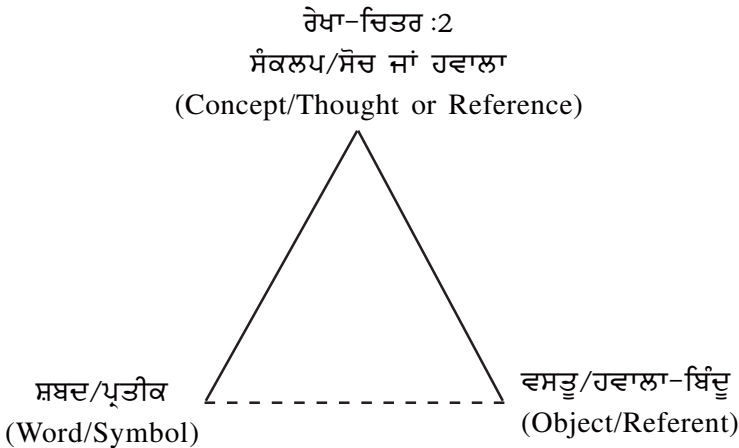 ਰੇਖਾ-ਚਿਤਰ :2
ਸੰਕਲਪ/ਸੋਚ ਜਾਂ ਹਵਾਲਾ
(Concept/Thought or Reference)
ਸ਼ਬਦ/ਪ੍ਰਤੀਕ
(Word/Symbol)
ਵਸਤੂ/ਹਵਾਲਾ-ਬਿੰਦੂ
(Object/Referent)